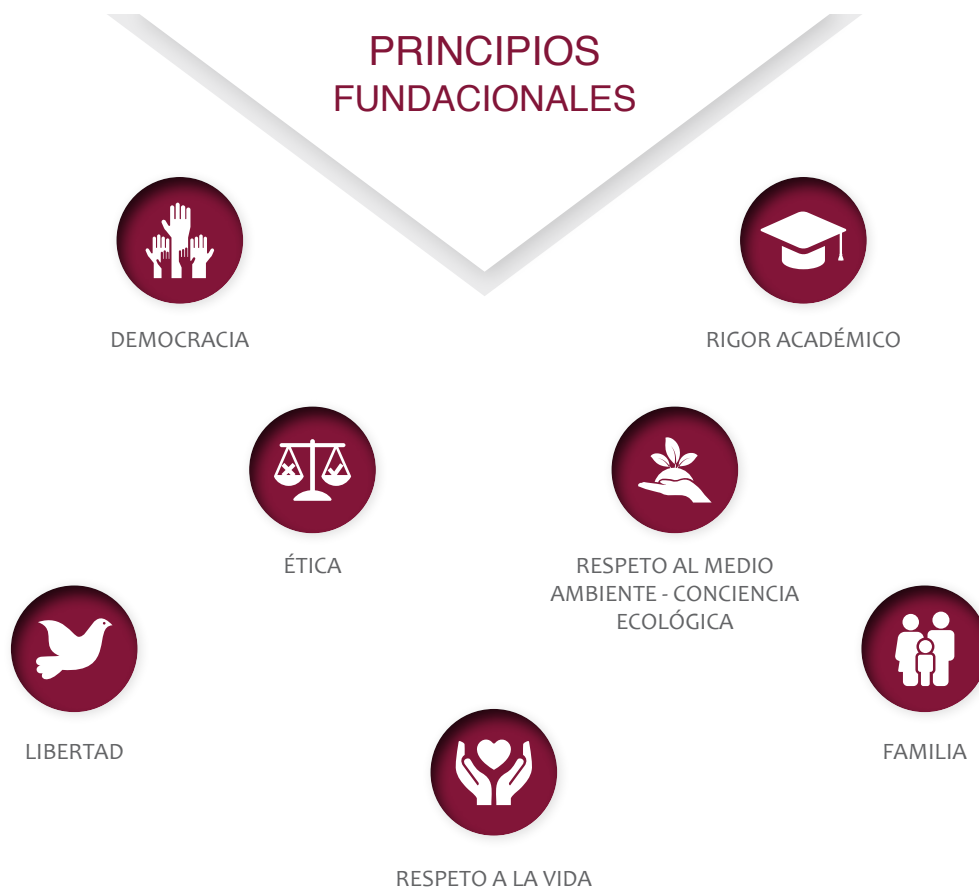 PRINCIPIOS
FUNDACIONALES
DEMOCRACIA
RIGOR ACADÉMICO
ÉTICA
RESPETO AL MEDIO
AMBIENTE - CONCIENCIA
ECOLÓGICA
LIBERTAD
FAMILIA
RESPETO A LA VIDA